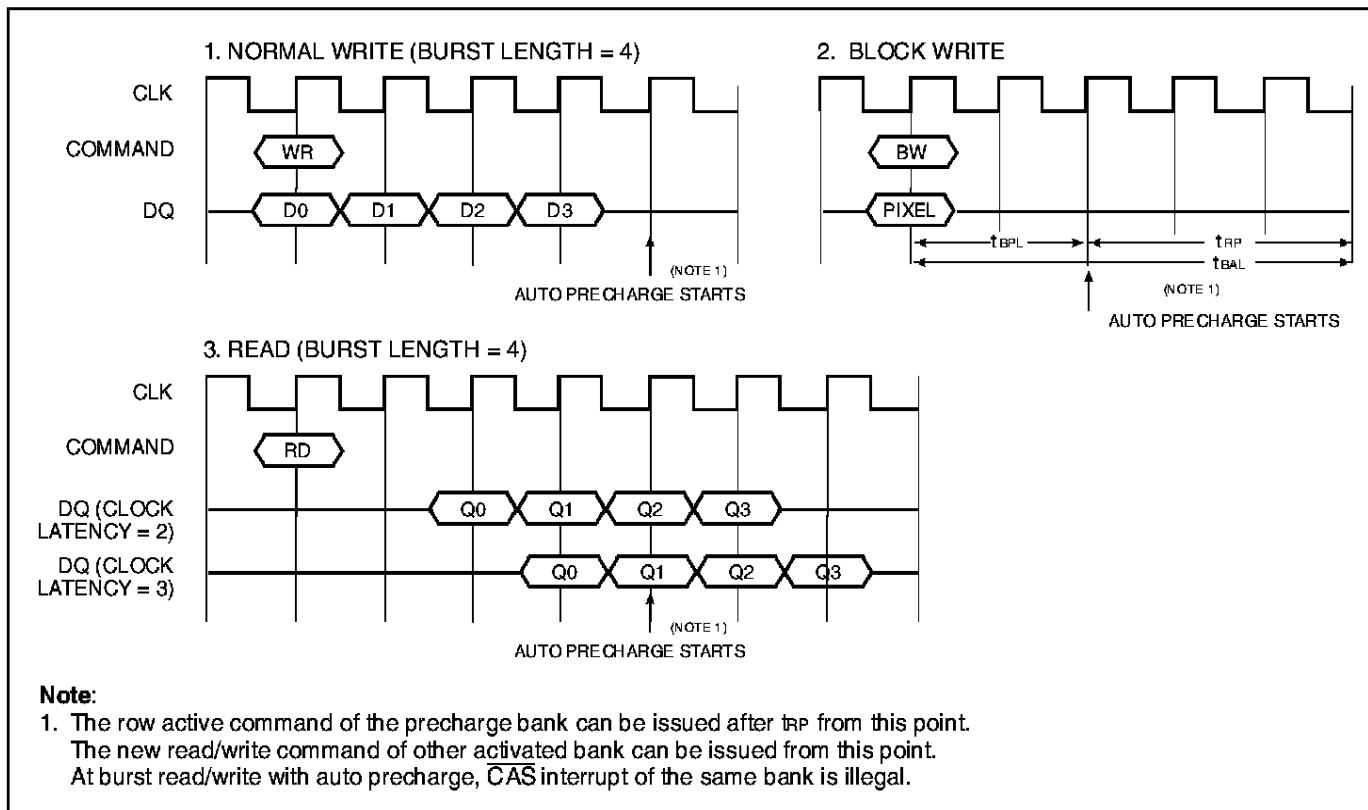 1. NORMAL WRITE (BURST LENGTH = 4)
CLK
COMMAND
WR
DQ
D0 D1 D2 D3
(NOTE 1)
AUTO PRECHARGE STARTS
2. BLOCK WRITE
BW
PIXEL
tBPL
tRP
tBAL
(NOTE 1)
AUTO PRECHARGE STARTS
3. READ (BURST LENGTH = 4)
CLK
COMMAND
RD
DQ (CLOCK
LATENCY = 2)
Q0 Q1 Q2 Q3
DQ (CLOCK
LATENCY = 3)
Q0 Q1 Q2 Q3
(NOTE 1)
AUTO PRECHARGE STARTS
Note:
1. The row active command of the precharge bank can be issued after tRP from this point.
The new read/write command of other activated bank can be issued from this point.
At burst read/write with auto precharge, C̅A̅S̅ interrupt of the same bank is illegal.